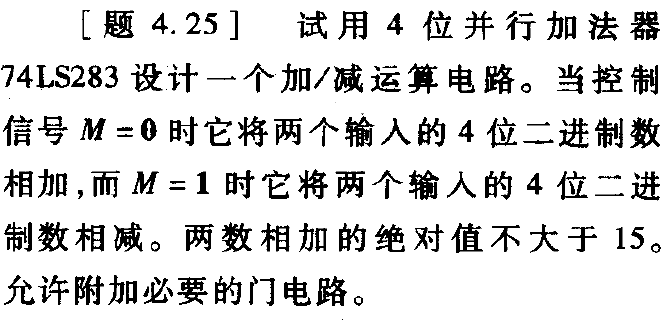 [题 4.25] 试用 4 位并行加法器
74LS283 设计一个加/减运算电路。当控制
信号 M = 0 时它将两个输入的 4 位二进制数
相加,而 M = 1 时它将两个输入的 4 位二进
制数相减。两数相加的绝对值不大于 15。
允许附加必要的门电路。